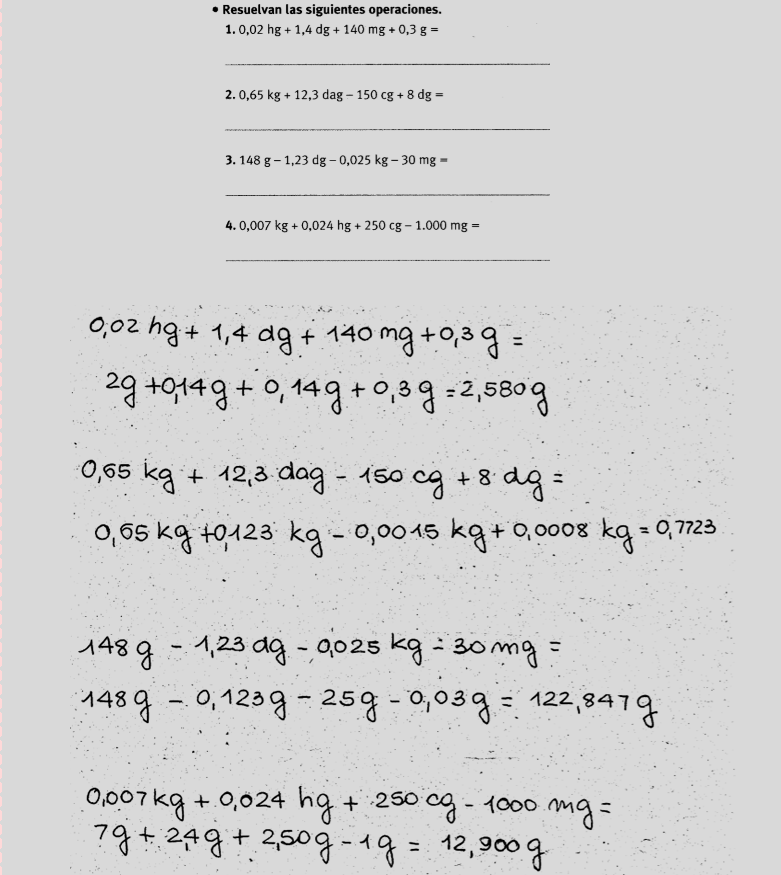 • Resuelvan las siguientes operaciones.
1. 0,02 hg + 1,4 dg + 140 mg + 0,3 g =
2. 0,65 kg + 12,3 dag – 150 cg + 8 dg =
3. 148 g – 1,23 dg – 0,025 kg – 30 mg =
4. 0,007 kg + 0,024 hg + 250 cg – 1.000 mg =
0,02 hg + 1,4 dg + 140 mg + 0,3 g =
2g + 0,14 g + 0,14g + 0,3 g = 2,580 g
0,65 kg + 12,3 dag - 150 cg + 8 dg =
0,65 kg + 0,123 kg - 0,0015 kg + 0,0008 kg = 0,7723
148 g - 1,23 dg - 0,025 kg - 30 mg =
148 g - 0,123g - 25g - 0,03 g = 122,847 g
0,007 kg + 0,024 hg + 250 cg - 1000 mg =
7g + 2,4 g + 2,50 g - 1 g = 12,900 g